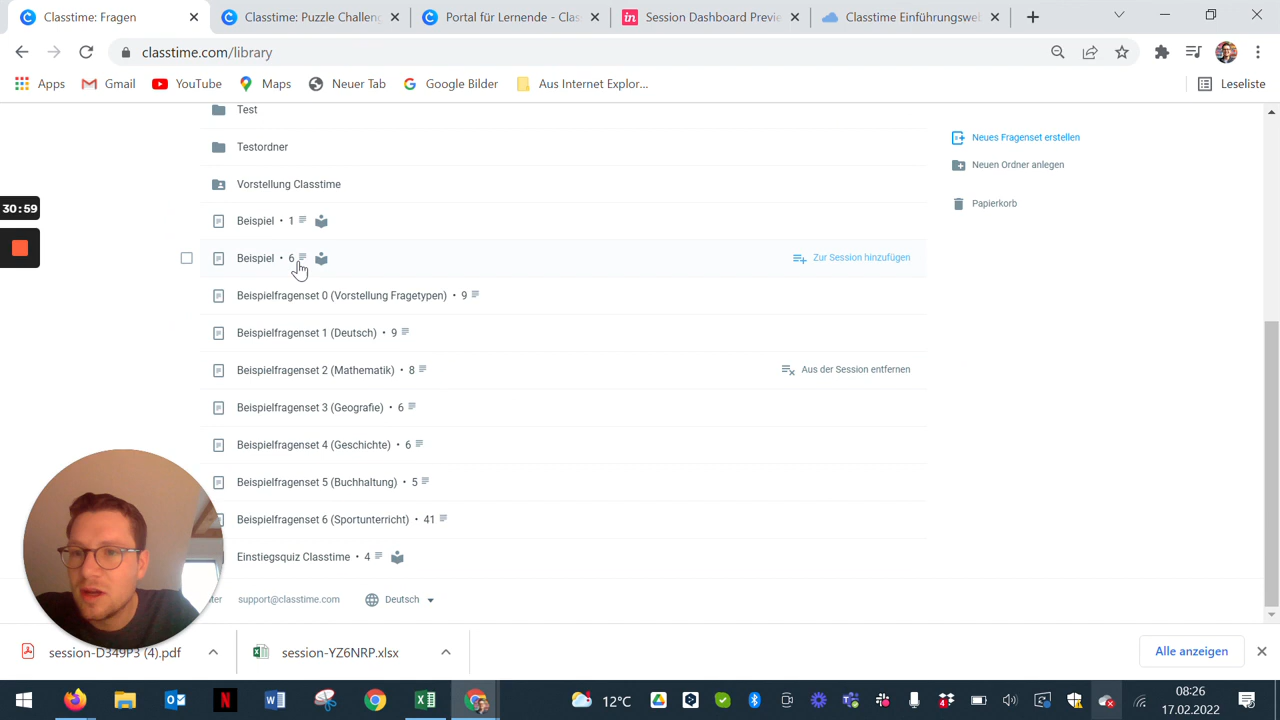 Classtime: Fragen
Classtime: Puzzle Challeng
Portal für Lernende - Clas
Session Dashboard Previe
Classtime Einführungsweb
classtime.com/library
Apps
Gmail
YouTube
Maps
Neuer Tab
Google Bilder
Aus Internet Explor...
Leseliste
Test
Testordner
Vorstellung Classtime
Beispiel • 1
Beispiel • 6
Zur Session hinzufügen
Beispielfragenset 0 (Vorstellung Fragetypen) • 9
Beispielfragenset 1 (Deutsch) • 9
Beispielfragenset 2 (Mathematik) • 8
Aus der Session entfernen
Beispielfragenset 3 (Geografie) • 6
Beispielfragenset 4 (Geschichte) • 6
Beispielfragenset 5 (Buchhaltung) • 5
Beispielfragenset 6 (Sportunterricht) • 41
Einstiegsquiz Classtime • 4
Neues Fragenset erstellen
Neuen Ordner anlegen
Papierkorb
30:59
support@classtime.com
Deutsch
session-D349P3 (4).pdf
session-YZ6NRP.xlsx
Alle anzeigen
12°C
08:26
17.02.2022